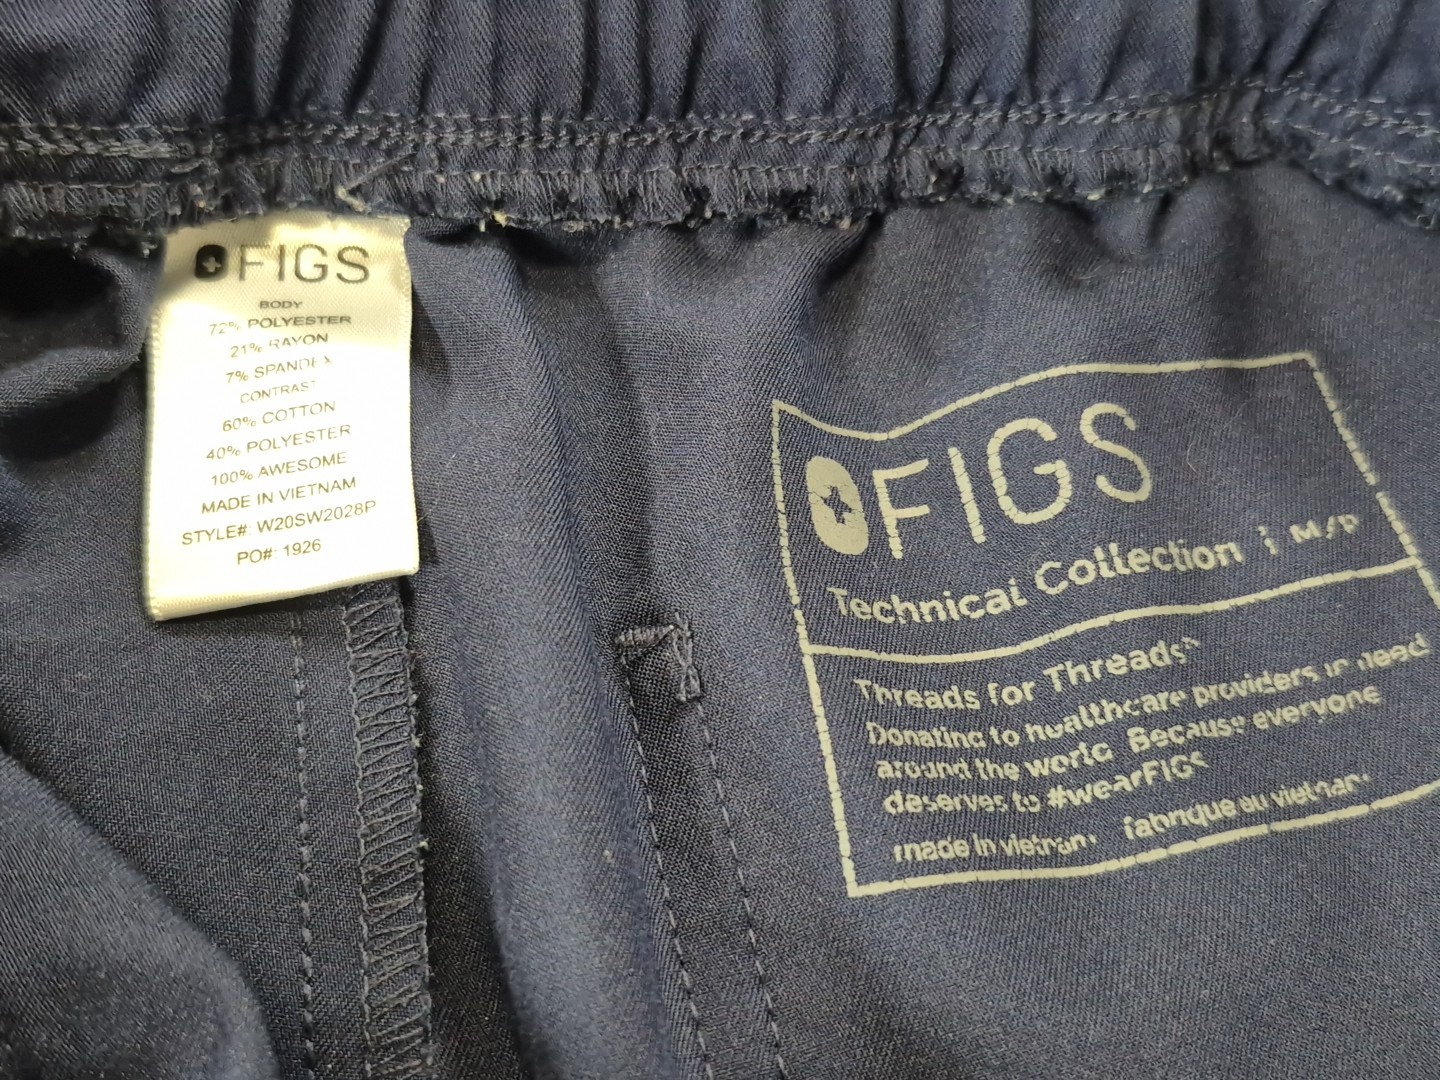 FIGS
BODY
72% POLYESTER
21% RAYON
7% SPANDEX
CONTRAST
60% COTTON
40% POLYESTER
100% AWESOME
MADE IN VIETNAM
STYLE#: W20SW2028P
PO#: 1926
FIGS
Technical Collection | M/P
Threads for Threads
Donating to healthcare providers in need
around the world. Because everyone
deserves to #wearFIGS
made in vietnam fabriqué au vietnam